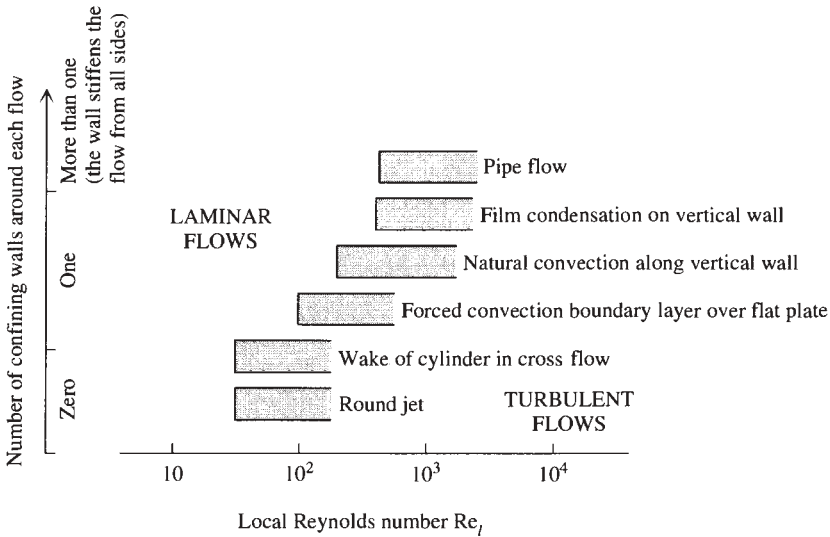 Number of confining walls around each flow
More than one
(the wall stiffens the
flow from all sides)
One
Zero
LAMINAR
FLOWS
Pipe flow
Film condensation on vertical wall
Natural convection along vertical wall
Forced convection boundary layer over flat plate
Wake of cylinder in cross flow
Round jet
TURBULENT
FLOWS
10 10² 10³ 10⁴
Local Reynolds number Reₗ